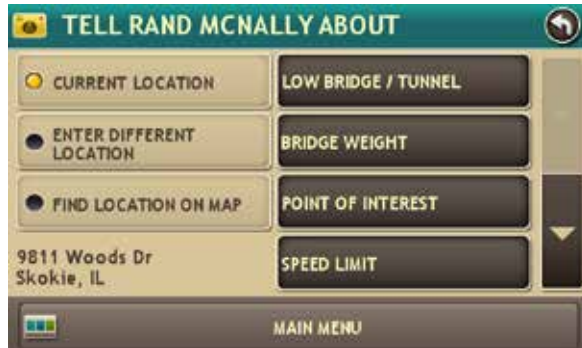 TELL RAND MCNALLY ABOUT
CURRENT LOCATION
ENTER DIFFERENT
LOCATION
FIND LOCATION ON MAP
9811 Woods Dr
Skokie, IL
LOW BRIDGE / TUNNEL
BRIDGE WEIGHT
POINT OF INTEREST
SPEED LIMIT
MAIN MENU